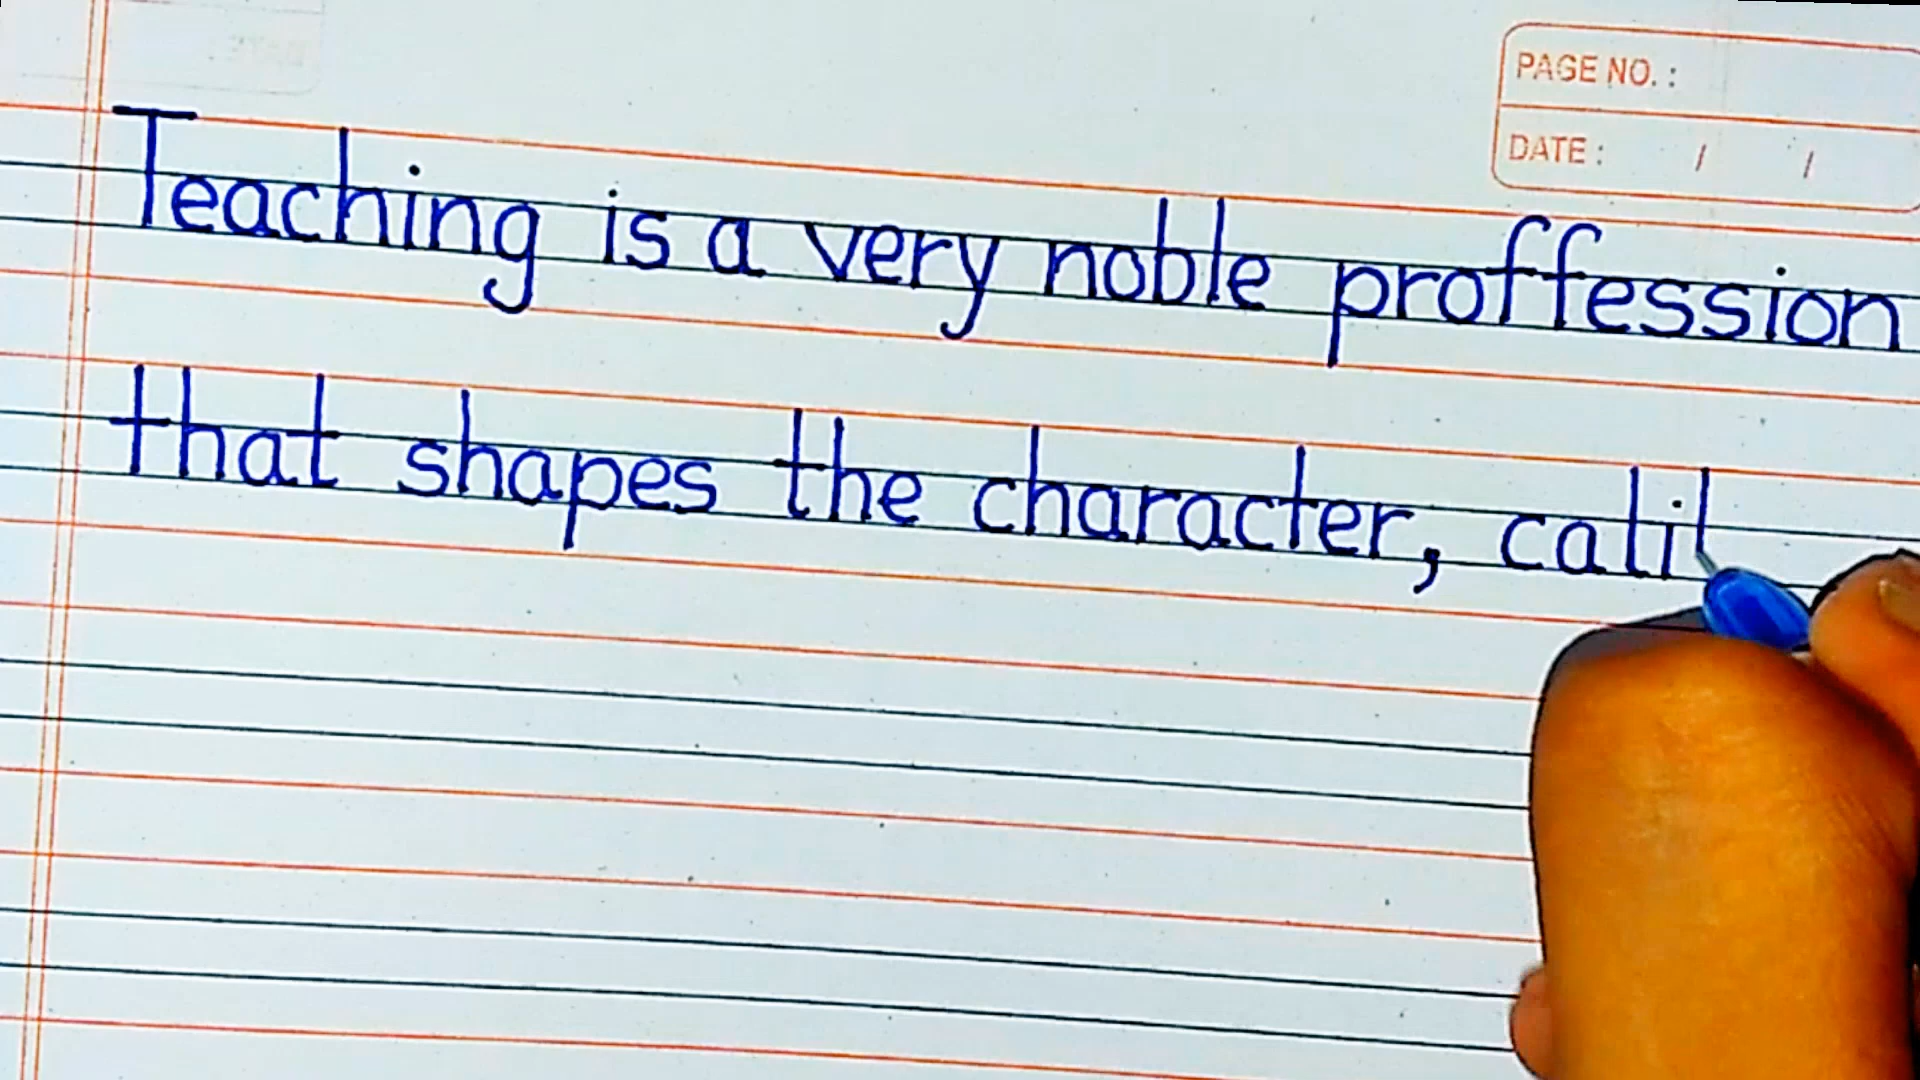 PAGE NO. :
DATE : / /
Teaching is a very noble proffession
that shapes the character, calil